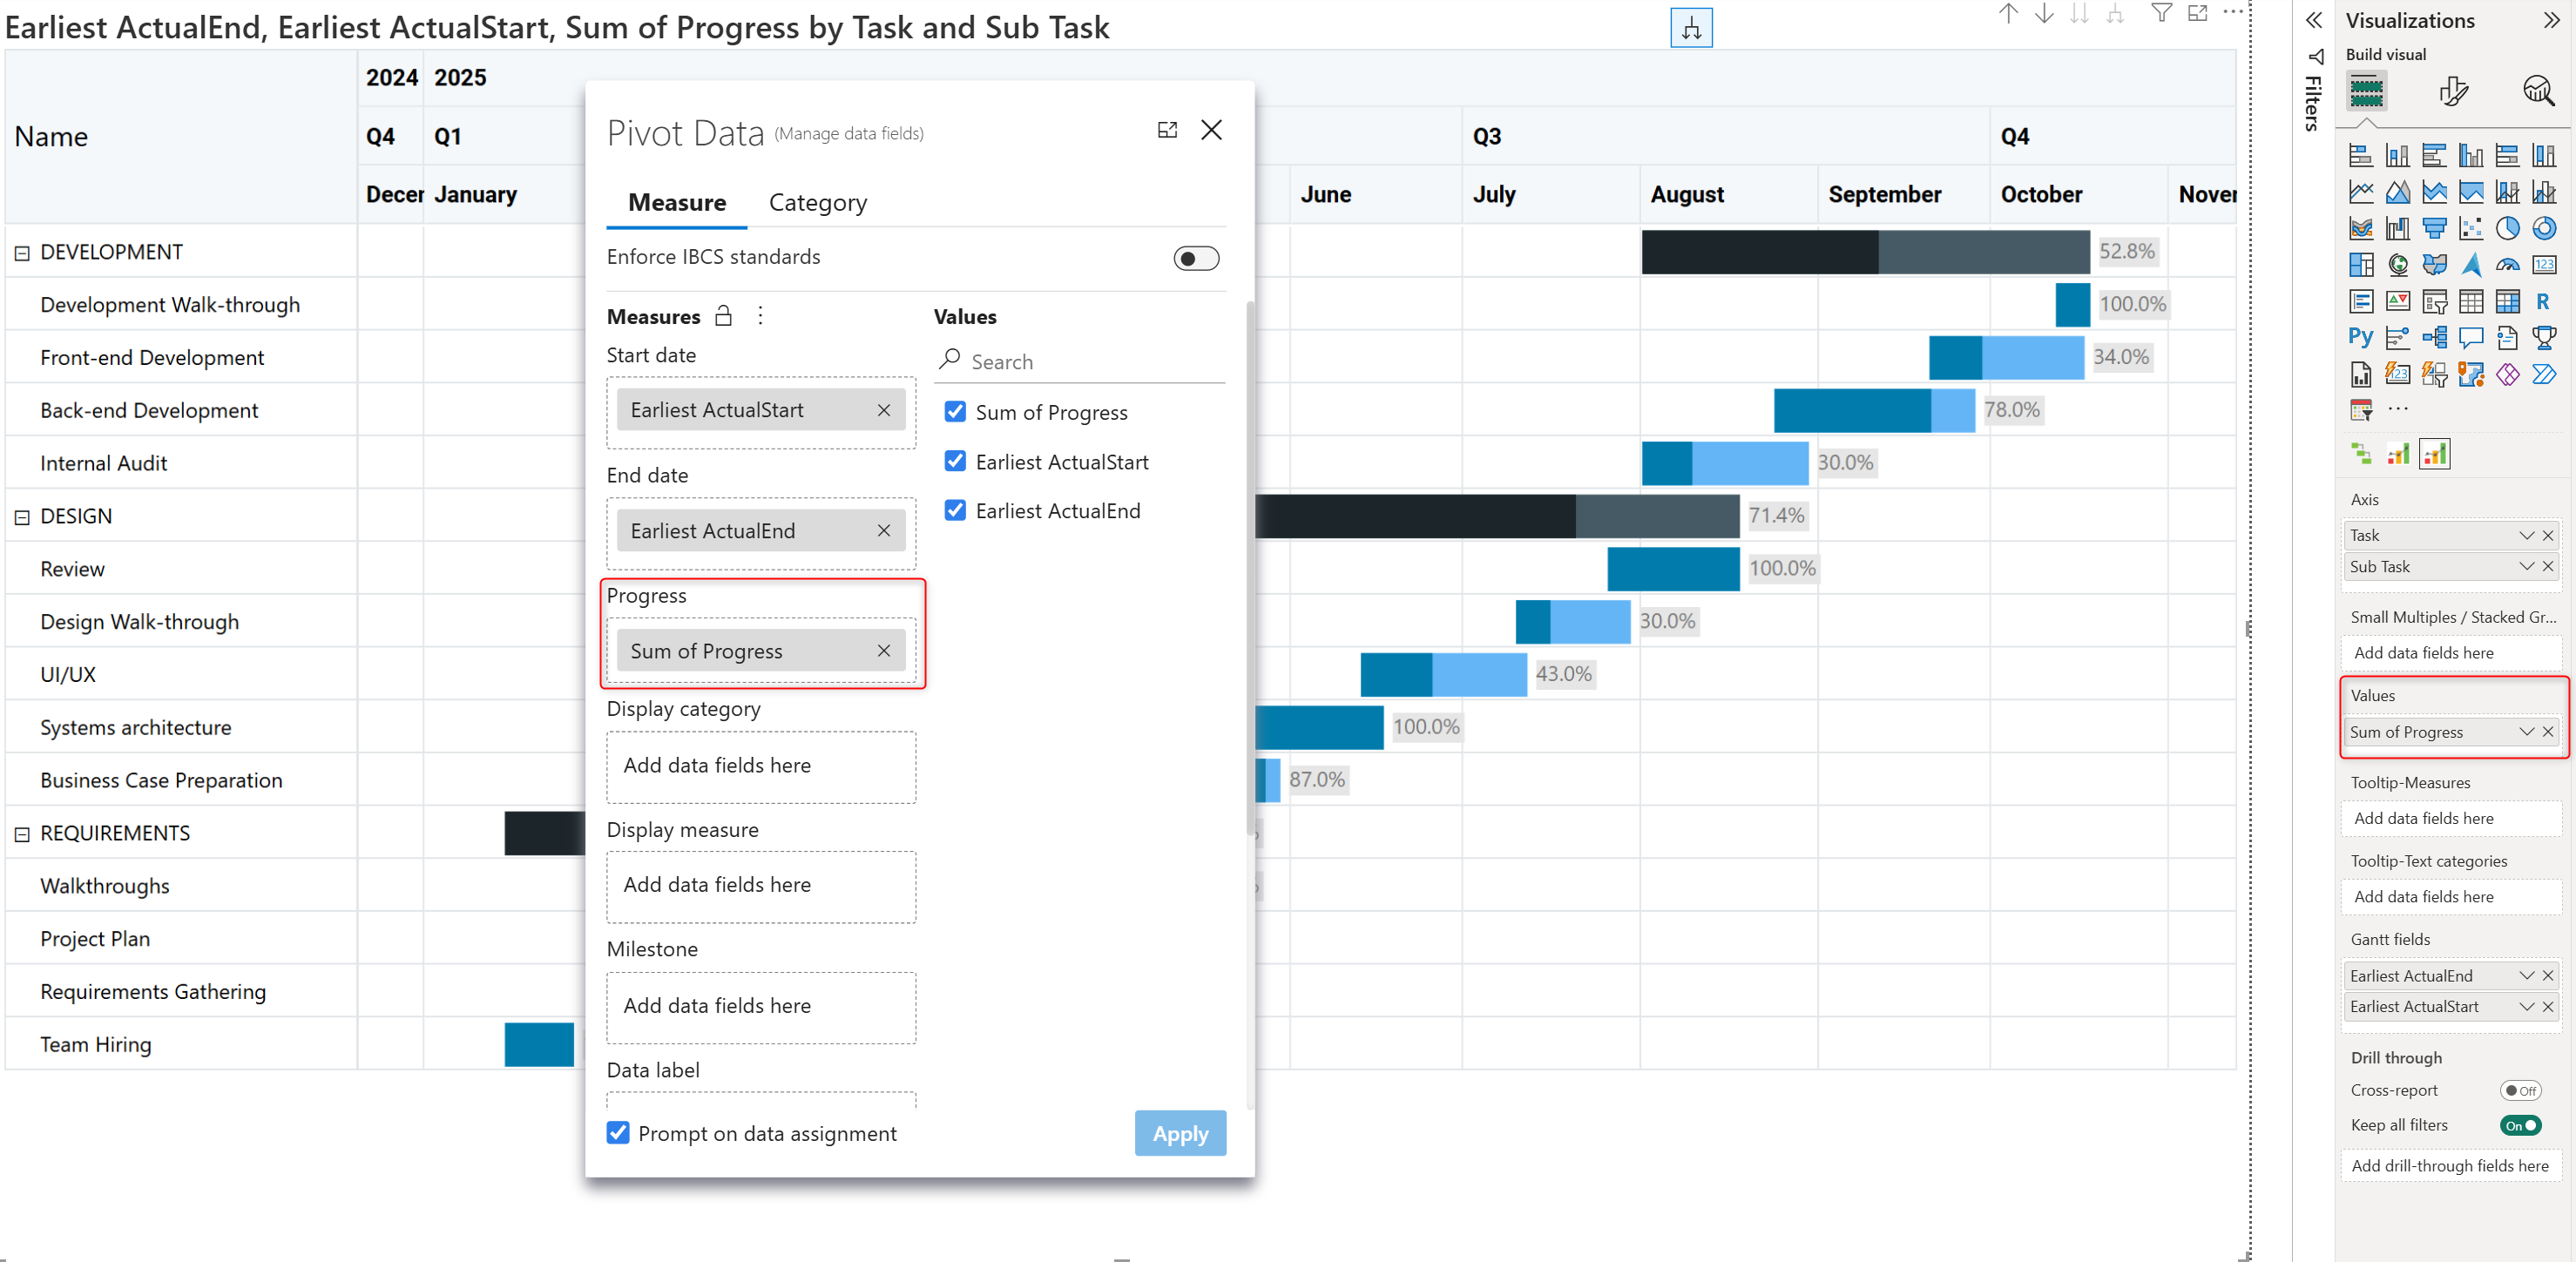 Earliest ActualEnd, Earliest ActualStart, Sum of Progress by Task and Sub Task
Name
2024
2025
Q4
Q1
Q3
Q4
Decer
January
June
July
August
September
October
Nover
DEVELOPMENT
52.8%
Development Walk-through
100.0%
Front-end Development
34.0%
Back-end Development
78.0%
Internal Audit
30.0%
DESIGN
71.4%
Review
100.0%
Design Walk-through
30.0%
UI/UX
43.0%
Systems architecture
100.0%
Business Case Preparation
87.0%
REQUIREMENTS
Walkthroughs
Project Plan
Requirements Gathering
Team Hiring
Pivot Data (Manage data fields)
Measure
Category
Enforce IBCS standards
Measures
Start date
Earliest ActualStart
End date
Earliest ActualEnd
Progress
Sum of Progress
Display category
Add data fields here
Display measure
Add data fields here
Milestone
Add data fields here
Data label
Values
Search
Sum of Progress
Earliest ActualStart
Earliest ActualEnd
Prompt on data assignment
Apply
Filters
Visualizations
Build visual
123
R
Py
123
Axis
Task
Sub Task
Small Multiples / Stacked Gr...
Add data fields here
Values
Sum of Progress
Tooltip-Measures
Add data fields here
Tooltip-Text categories
Add data fields here
Gantt fields
Earliest ActualEnd
Earliest ActualStart
Drill through
Cross-report
Off
Keep all filters
On
Add drill-through fields here